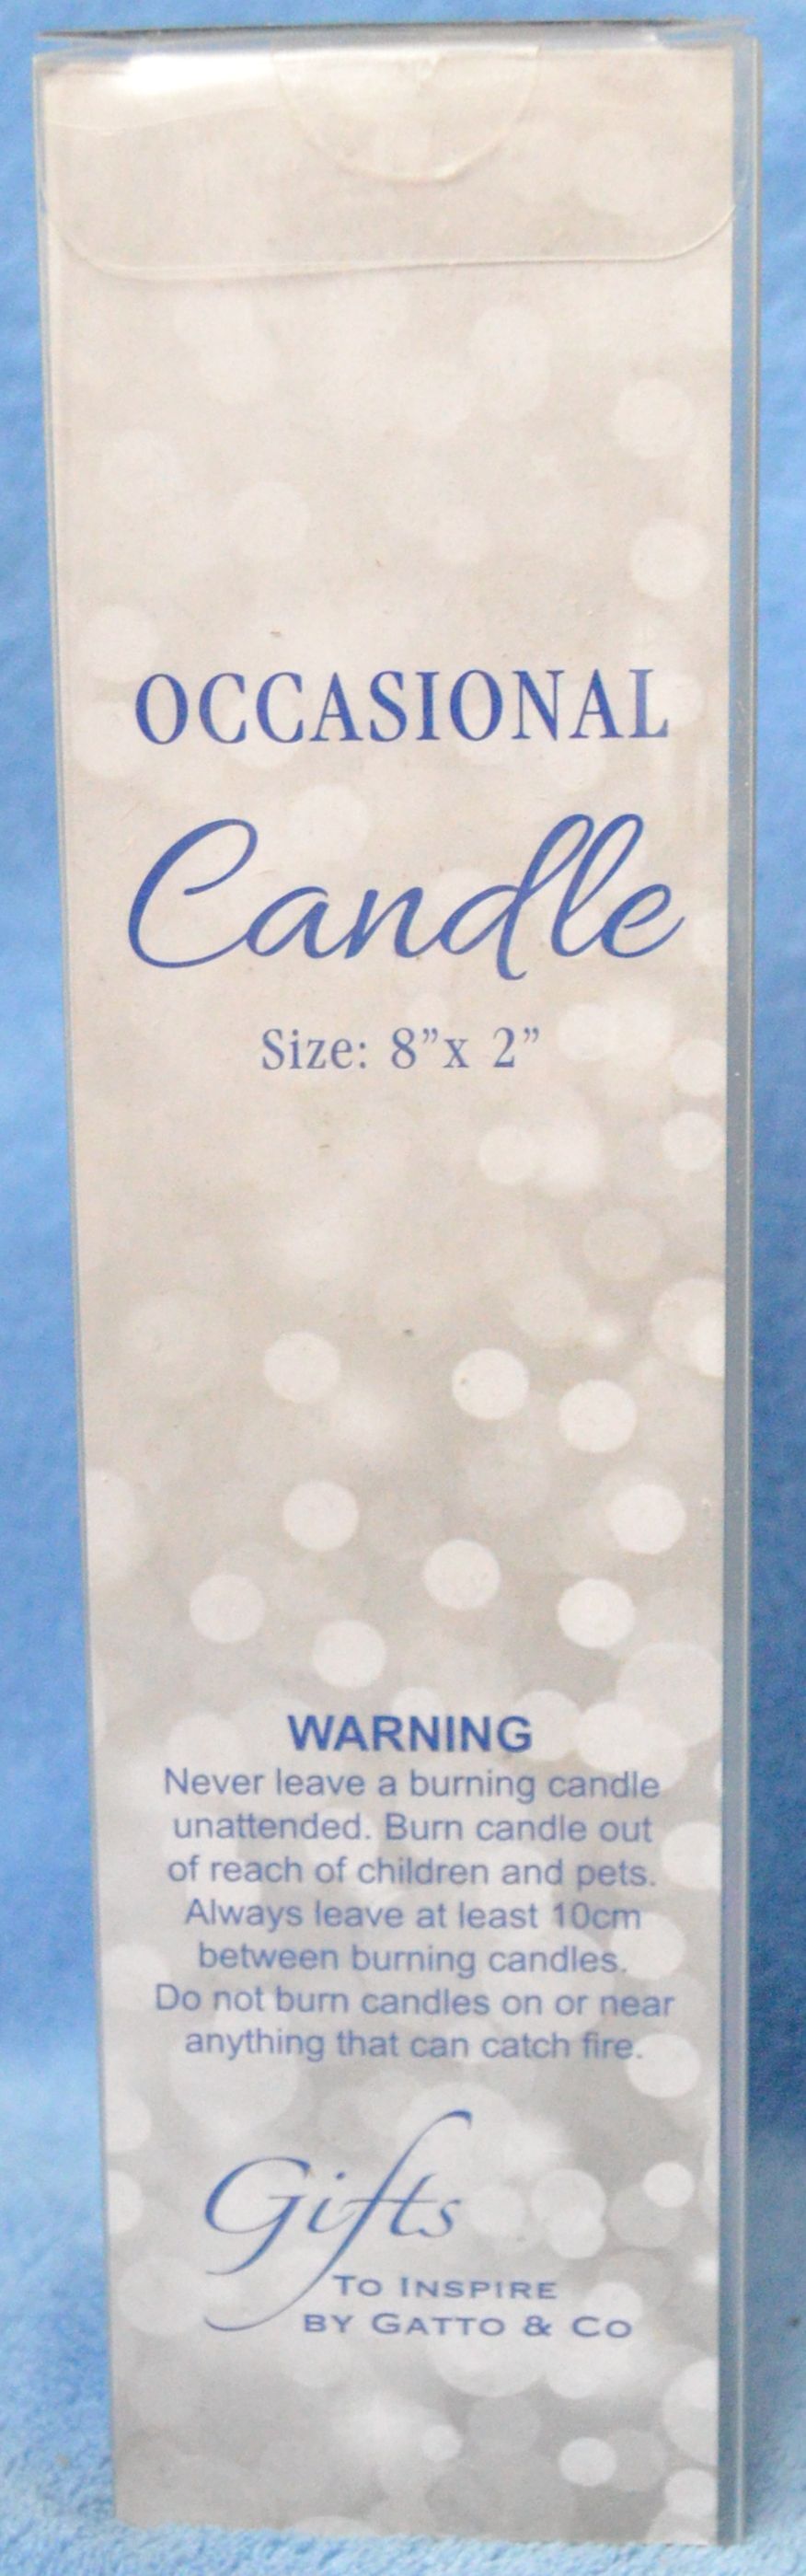 OCCASIONAL
Candle
Size: 8”x 2”
WARNING
Never leave a burning candle
unattended. Burn candle out
of reach of children and pets.
Always leave at least 10cm
between burning candles.
Do not burn candles on or near
anything that can catch fire.
Gifts
TO INSPIRE
BY GATTO & CO